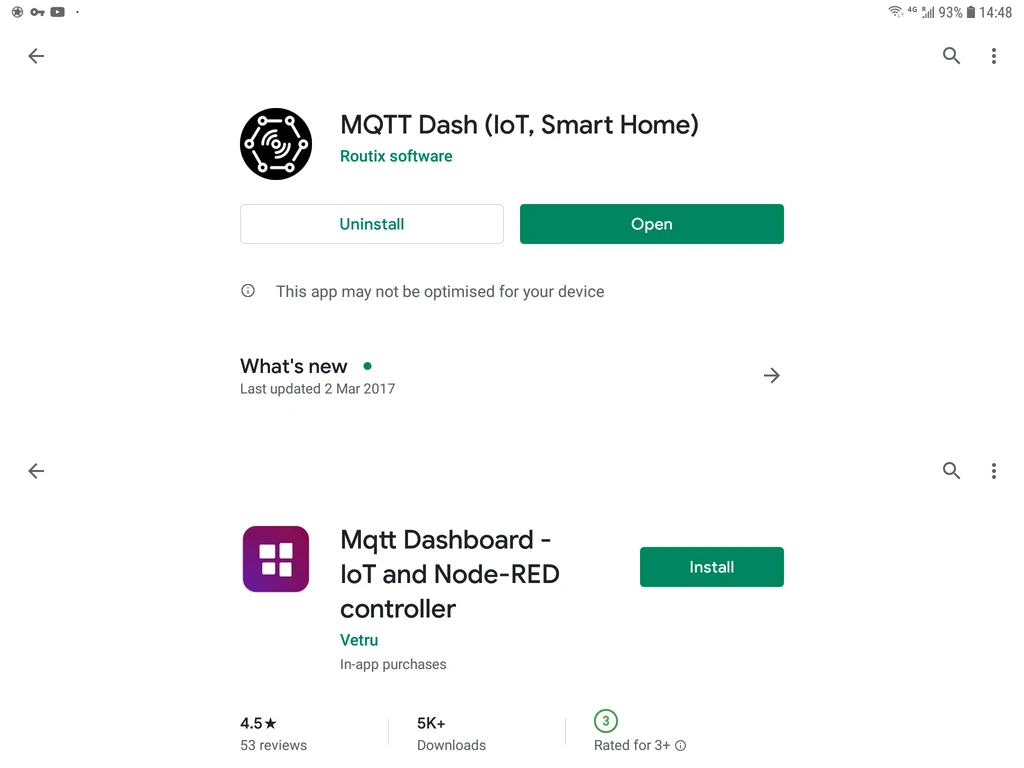 4G R 93% 14:48
MQTT Dash (IoT, Smart Home)
Routix software
Uninstall Open
This app may not be optimised for your device
What's new
Last updated 2 Mar 2017
Mqtt Dashboard -
IoT and Node-RED
controller
Install
Vetru
In-app purchases
4.5★ 5K+ 3
53 reviews Downloads Rated for 3+